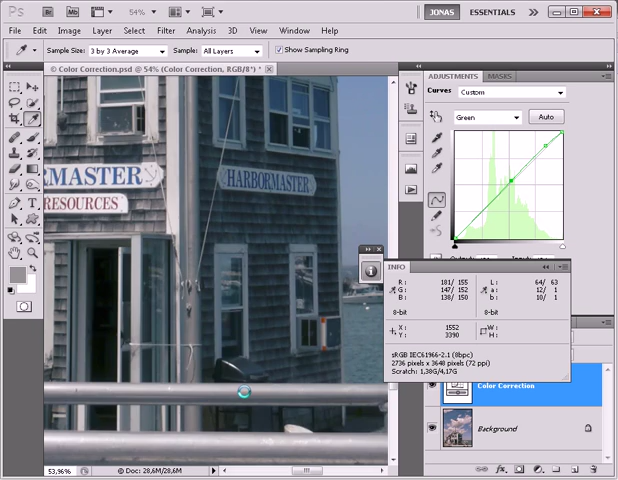 Ps Br Mb 54% JONAS ESSENTIALS
File Edit Image Layer Select Filter Analysis 3D View Window Help
Sample Size: 3 by 3 Average Sample: All Layers Show Sampling Ring
© Color Correction.psd @ 54% (Color Correction, RGB/8*) *
ADJUSTMENTS MASKS
Curves Custom
Green Auto
EMASTER
RESOURCES
HARBORMASTER
INFO
R: 181/ 155 L: 64/ 63
G: 147/ 152 a: 12/ 1
B: 138/ 150 b: 10/ 1
8-bit 8-bit
X: 1552 W:
Y: 3390 H:
sRGB IEC61966-2.1 (8bpc)
2736 pixels x 3648 pixels (72 ppi)
Scratch: 1,38G/4,17G
Color Correction
Background
53,96% Doc: 28,6M/28,6M